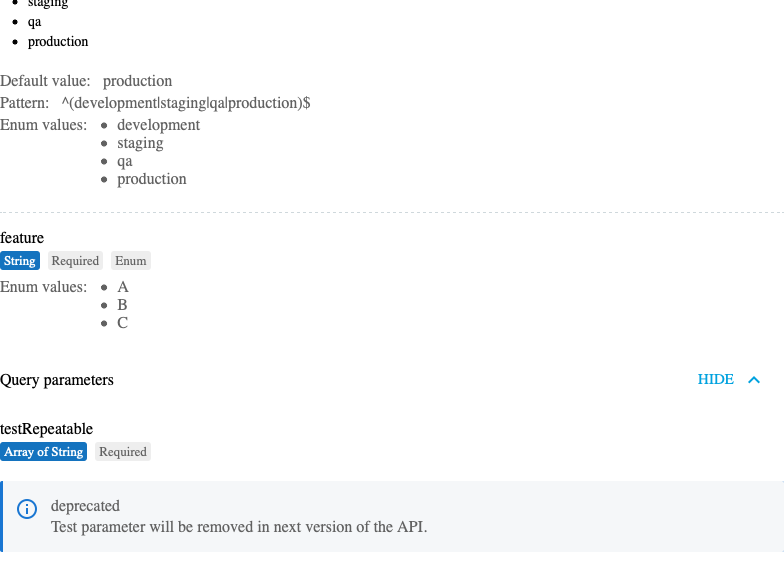 staging
qa
production
Default value: production
Pattern: ^(development|staging|qa|production)$
Enum values: development
staging
qa
production
feature
String Required Enum
Enum values: A
B
C
Query parameters HIDE
testRepeatable
Array of String Required
deprecated
Test parameter will be removed in next version of the API.